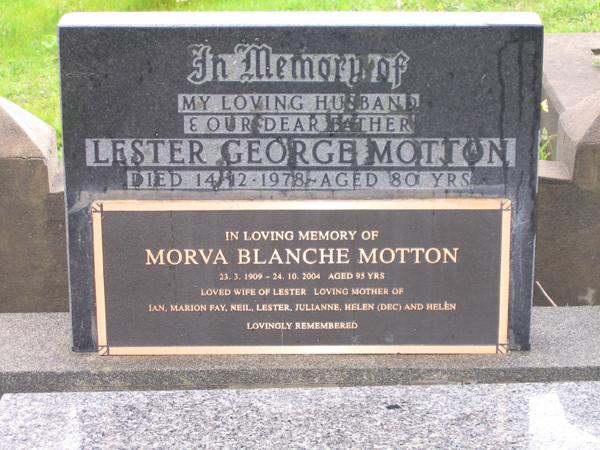 In Memory of
MY LOVING HUSBAND
& OUR DEAR FATHER
LESTER GEORGE MOTTON
DIED 14-12-1978-AGED 80 YRS
IN LOVING MEMORY OF
MORVA BLANCHE MOTTON
23. 3. 1909 – 24. 10. 2004 AGED 95 YRS
LOVED WIFE OF LESTER LOVING MOTHER OF
IAN, MARION FAY, NEIL, LESTER, JULIANNE, HELEN (DEC) AND HELEN
LOVINGLY REMEMBERED